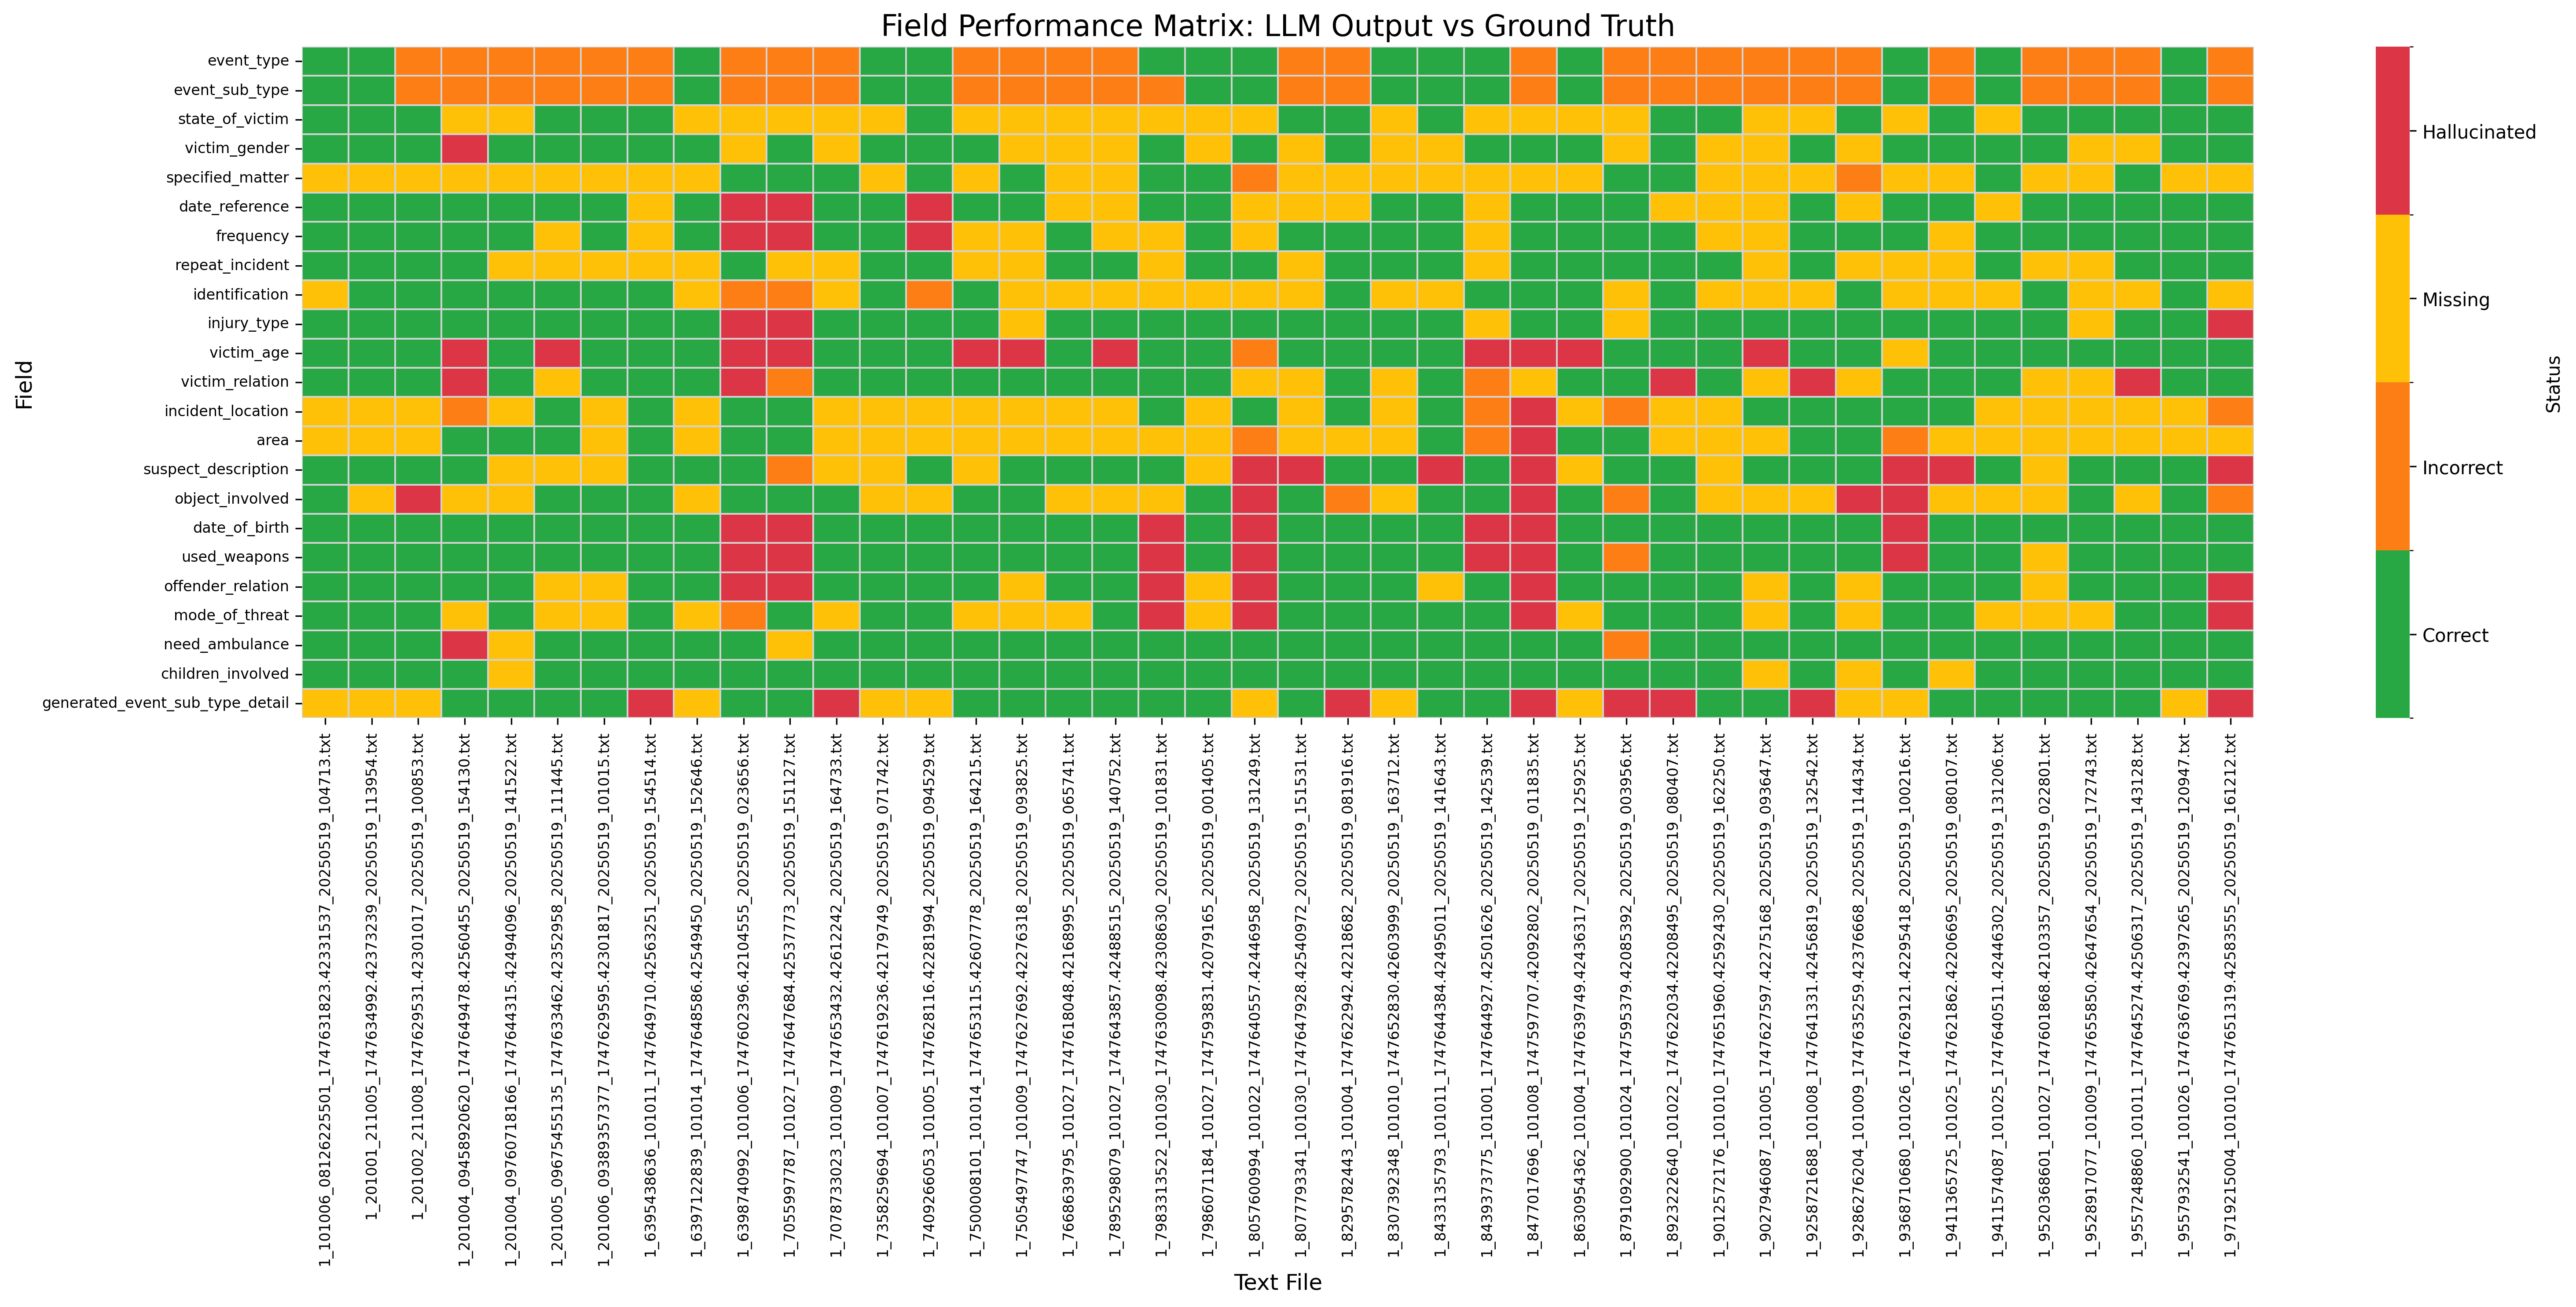 Field Performance Matrix: LLM Output vs Ground Truth
Field
event_type
event_sub_type
state_of_victim
victim_gender
specified_matter
date_reference
frequency
repeat_incident
identification
injury_type
victim_age
victim_relation
incident_location
area
suspect_description
object_involved
date_of_birth
used_weapons
offender_relation
mode_of_threat
need_ambulance
children_involved
generated_event_sub_type_detail
1_101006_08126225501_1747631823.42331537_20250519_104713.txt
1_201001_211005_1747634992.42373239_20250519_113954.txt
1_201002_211008_1747629531.42301017_20250519_100853.txt
1_201004_09458920620_1747649478.42560455_20250519_154130.txt
1_201004_09760718166_1747644315.42494096_20250519_141522.txt
1_201005_09675455135_1747633462.42352958_20250519_111445.txt
1_201006_09389357377_1747629595.42301817_20250519_101015.txt
1_6395438636_101011_1747649710.42563251_20250519_154514.txt
1_6397122839_101014_1747648586.42549450_20250519_152646.txt
1_6398740992_101006_1747602396.42104555_20250519_023656.txt
1_7055997787_101027_1747647684.42537773_20250519_151127.txt
1_7078733023_101009_1747653432.42612242_20250519_164733.txt
1_7358259694_101007_1747619236.42179749_20250519_071742.txt
1_7409266053_101005_1747628116.42281994_20250519_094529.txt
1_7500008101_101014_1747653115.42607778_20250519_164215.txt
1_7505497747_101009_1747627692.42276318_20250519_093825.txt
1_7668639795_101027_1747618048.42168995_20250519_065741.txt
1_7895298079_101027_1747643857.42488515_20250519_140752.txt
1_7983313522_101030_1747630098.42308630_20250519_101831.txt
1_7986071184_101027_1747593831.42079165_20250519_001405.txt
1_8057600994_101022_1747640557.42446958_20250519_131249.txt
1_8077793341_101030_1747647928.42540972_20250519_151531.txt
1_8295782443_101004_1747622942.42218682_20250519_081916.txt
1_8307392348_101010_1747652830.42603999_20250519_163712.txt
1_8433135793_101011_1747644384.42495011_20250519_141643.txt
1_8439373775_101001_1747644927.42501626_20250519_142539.txt
1_8477017696_101008_1747597707.42092802_20250519_011835.txt
1_8630954362_101004_1747639749.42436317_20250519_125925.txt
1_8791092900_101024_1747595379.42085392_20250519_003956.txt
1_8923222640_101022_1747622034.42208495_20250519_080407.txt
1_9012572176_101010_1747651960.42592430_20250519_162250.txt
1_9027946087_101005_1747627597.42275168_20250519_093647.txt
1_9258721688_101008_1747641331.42456819_20250519_132542.txt
1_9286276204_101009_1747635259.42376668_20250519_114434.txt
1_9368710680_101026_1747629121.42295418_20250519_100216.txt
1_9411365725_101025_1747621862.42206695_20250519_080107.txt
1_9411574087_101025_1747640511.42446302_20250519_131206.txt
1_9520368601_101027_1747601868.42103357_20250519_022801.txt
1_9528917077_101009_1747655850.42647654_20250519_172743.txt
1_9557248860_101011_1747645274.42506317_20250519_143128.txt
1_9557932541_101026_1747636769.42397265_20250519_120947.txt
1_9719215004_101010_1747651319.42583555_20250519_161212.txt
Text File
Hallucinated
Missing
Incorrect
Correct
Status